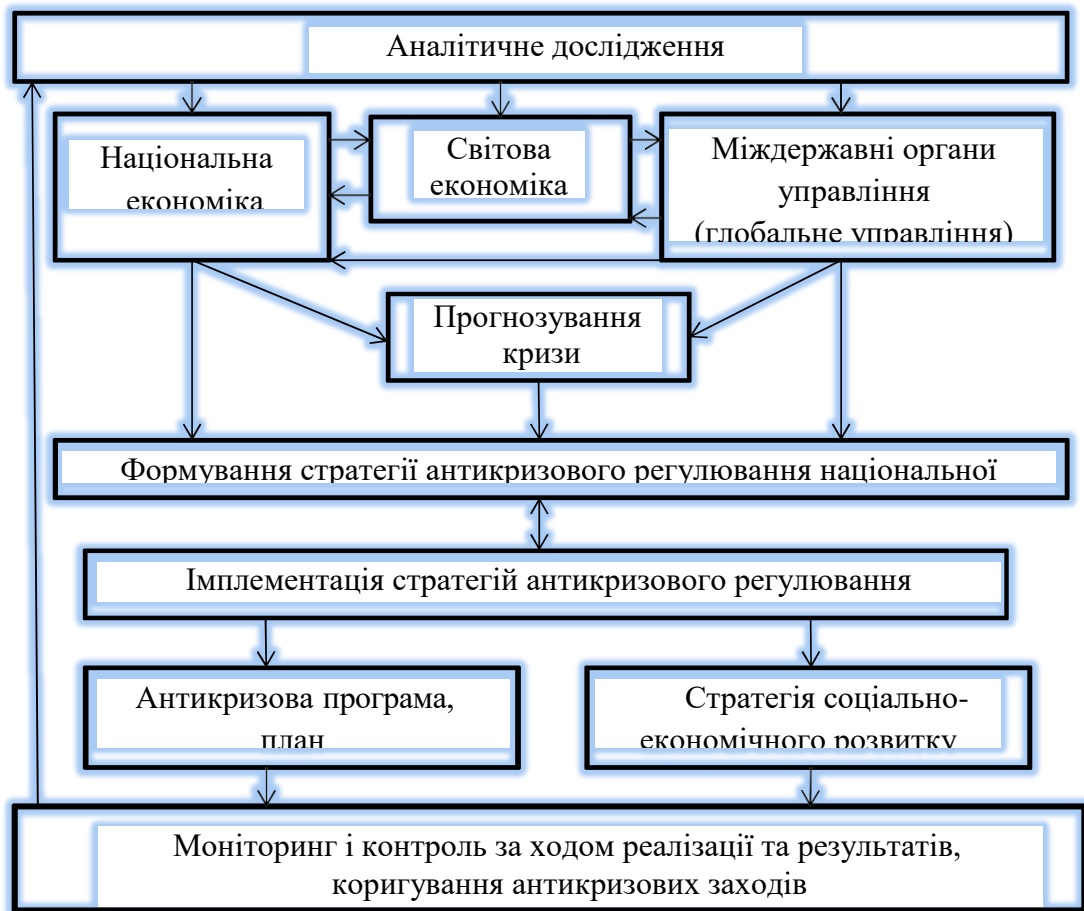 Аналітичне дослідження
Національна
економіка
Світова
економіка
Міждержавні органи
управління
(глобальне управління)
Прогнозування
кризи
Формування стратегії антикризового регулювання національної
Імплементація стратегій антикризового регулювання
Антикризова програма,
план
Стратегія соціально-
економічного розвитку
Моніторинг і контроль за ходом реалізації та результатів,
коригування антикризових заходів